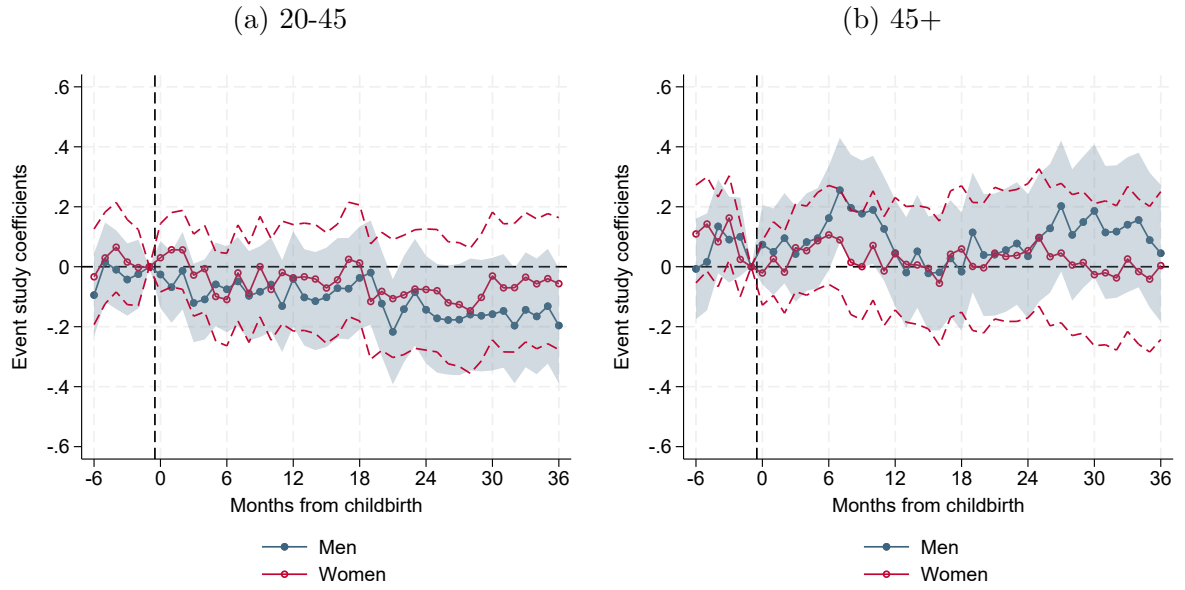 (a) 20-45
.6
.4
.2
0
-.2
-.4
-.6
Event study coefficients
-6 0 6 12 18 24 30 36
Months from childbirth
Men
Women
(b) 45+
.6
.4
.2
0
-.2
-.4
-.6
Event study coefficients
-6 0 6 12 18 24 30 36
Months from childbirth
Men
Women